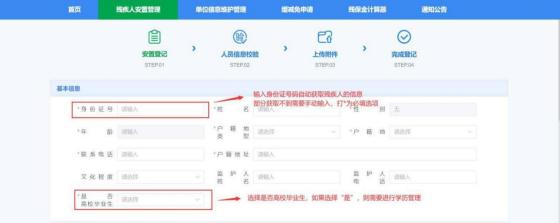 首页 残疾人安置管理 单位信息维护管理 增减免申请 残保金计算器 通知公告
安置登记 人员信息校验 上传附件 完成登记
STEP.01 STEP.02 STEP.03 STEP.04
基本信息
输入身份证号码自动获取残疾人的信息
部分获取不到需要手动输入，打*为必填选项
*身份证号 请输入 *姓名 请输入 *性别 无
*年龄 请输入 *户籍地类型 请选择 *户籍地 请选择
*联系电话 请输入 *户籍地址 请输入
文化程度 请选择 监护人姓名 请输入 监护人电话 请输入
*是否高校毕业生 请选择
选择是否高校毕业生，如果选择“是”，则需要进行学历管理